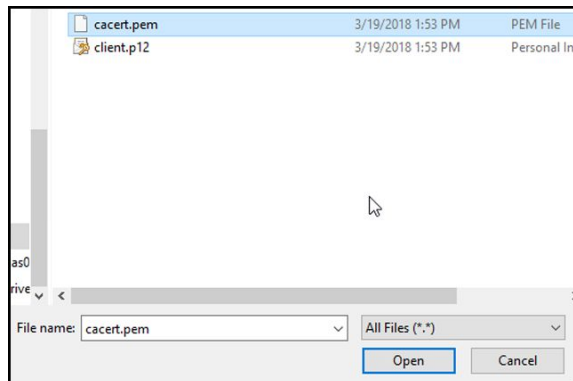 cacert.pem 3/19/2018 1:53 PM PEM File
client.p12 3/19/2018 1:53 PM Personal In
as0
rive
File name: cacert.pem All Files (*.*)
Open Cancel